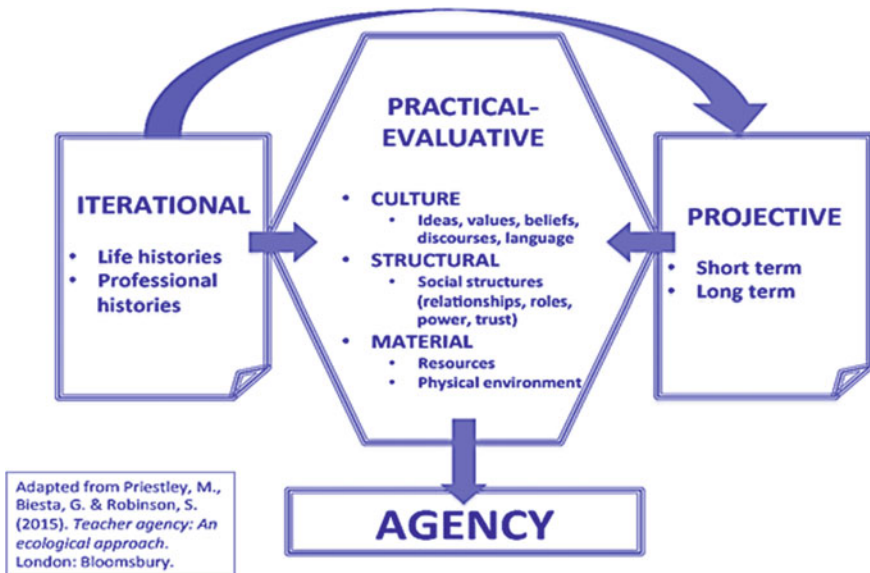 ITERATIONAL
• Life histories
• Professional
histories
PRACTICAL-
EVALUATIVE
• CULTURE
• Ideas, values, beliefs,
discourses, language
• STRUCTURAL
• Social structures
(relationships, roles,
power, trust)
• MATERIAL
• Resources
• Physical environment
PROJECTIVE
• Short term
• Long term
AGENCY
Adapted from Priestley, M.,
Biesta, G. & Robinson, S.
(2015). Teacher agency: An
ecological approach.
London: Bloomsbury.